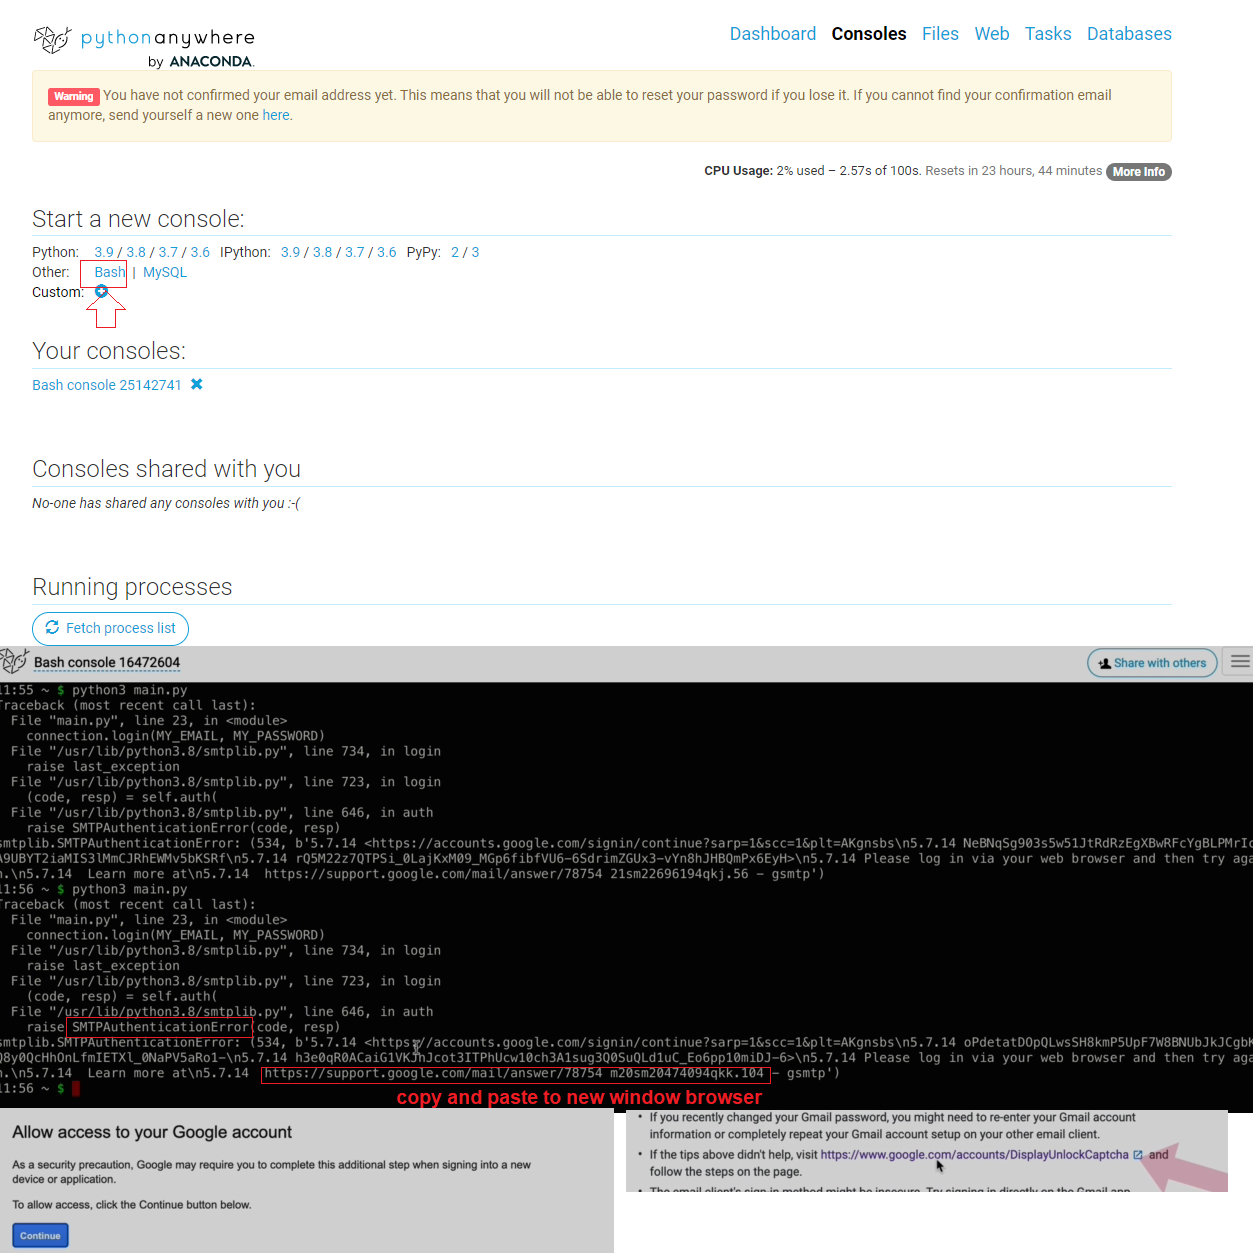 pythonanywhere
by ANACONDA.
Dashboard Consoles Files Web Tasks Databases
Warning You have not confirmed your email address yet. This means that you will not be able to reset your password if you lose it. If you cannot find your confirmation email
anymore, send yourself a new one here.
CPU Usage: 2% used – 2.57s of 100s. Resets in 23 hours, 44 minutes More Info
Start a new console:
Python: 3.9 / 3.8 / 3.7 / 3.6 IPython: 3.9 / 3.8 / 3.7 / 3.6 PyPy: 2 / 3
Other: Bash | MySQL
Custom:
Your consoles:
Bash console 25142741
Consoles shared with you
No-one has shared any consoles with you :-(
Running processes
Fetch process list
Bash console 16472604
Share with others
11:55 ~ $ python3 main.py
Traceback (most recent call last):
File "main.py", line 23, in <module>
connection.login(MY_EMAIL, MY_PASSWORD)
File "/usr/lib/python3.8/smtplib.py", line 734, in login
raise last_exception
File "/usr/lib/python3.8/smtplib.py", line 723, in login
(code, resp) = self.auth(
File "/usr/lib/python3.8/smtplib.py", line 646, in auth
raise SMTPAuthenticationError(code, resp)
smtplib.SMTPAuthenticationError: (534, b'5.7.14 <https://accounts.google.com/signin/continue?sarp=1&scc=1&plt=AKgnsbs\n5.7.14 NeBNqSg903s5w51JtRdRzEgXBwRFcYgBLPMrIc
A9UBYT2iaMIS3lMmCJRhEWMv5bKSRf\n5.7.14 rQ5M22z7QTPSi_0LajKxM09_MGp6fibfVU6-6SdrimZGUx3-vYn8hJHBQmPx6EyH>\n5.7.14 Please log in via your web browser and then try aga
n.\n5.7.14 Learn more at\n5.7.14 https://support.google.com/mail/answer/78754 21sm22696194qkj.56 - gsmtp')
11:56 ~ $ python3 main.py
Traceback (most recent call last):
File "main.py", line 23, in <module>
connection.login(MY_EMAIL, MY_PASSWORD)
File "/usr/lib/python3.8/smtplib.py", line 734, in login
raise last_exception
File "/usr/lib/python3.8/smtplib.py", line 723, in login
(code, resp) = self.auth(
File "/usr/lib/python3.8/smtplib.py", line 646, in auth
raise SMTPAuthenticationError(code, resp)
smtplib.SMTPAuthenticationError: (534, b'5.7.14 <https://accounts.google.com/signin/continue?sarp=1&scc=1&plt=AKgnsbs\n5.7.14 oPdetatDOpQLwsSH8kmP5UpF7W8BNUbJkJCgbK
Q8y0QcHhOnLfmIETXl_0NaPV5aRo1-\n5.7.14 h3e0qR0ACaiG1VKJhJcot3ITPhUcw10ch3A1sug3Q0SuQLd1uC_Eo6pp10miDJ-6>\n5.7.14 Please log in via your web browser and then try aga
n.\n5.7.14 Learn more at\n5.7.14 https://support.google.com/mail/answer/78754 m20sm20474094qkk.104 - gsmtp')
11:56 ~ $
copy and paste to new window browser
Allow access to your Google account
As a security precaution, Google may require you to complete this additional step when signing into a new
device or application.
To allow access, click the Continue button below.
Continue
• If you recently changed your Gmail password, you might need to re-enter your Gmail account
information or completely repeat your Gmail account setup on your other email client.
• If the tips above didn't help, visit https://www.google.com/accounts/DisplayUnlockCaptcha and
follow the steps on the page.
• The email client's sign-in method might be insecure. Try signing in directly on the Gmail app